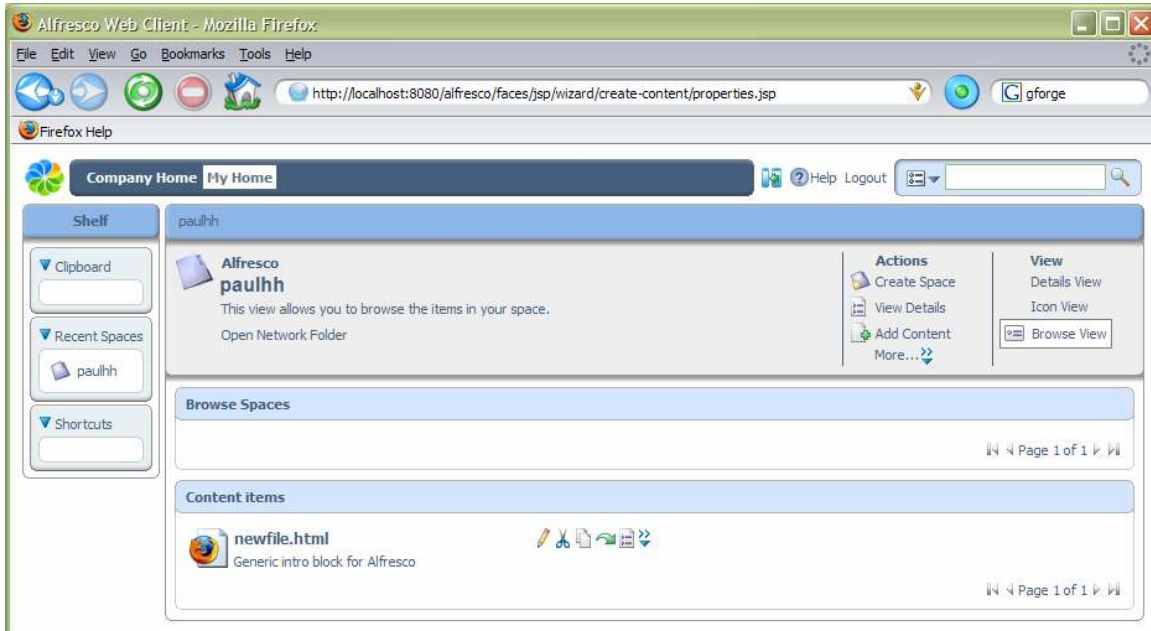 Alfresco Web Client - Mozilla Firefox
File Edit View Go Bookmarks Tools Help
http://localhost:8080/alfresco/faces/jsp/wizard/create-content/properties.jsp
G gforge
Firefox Help
Company Home My Home
Help Logout
Shelf
paulhh
Clipboard
Recent Spaces
paulhh
Shortcuts
Alfresco
paulhh
This view allows you to browse the items in your space.
Open Network Folder
Actions
Create Space
View Details
Add Content
More...
View
Details View
Icon View
Browse View
Browse Spaces
Page 1 of 1
Content items
newfile.html
Generic intro block for Alfresco
Page 1 of 1